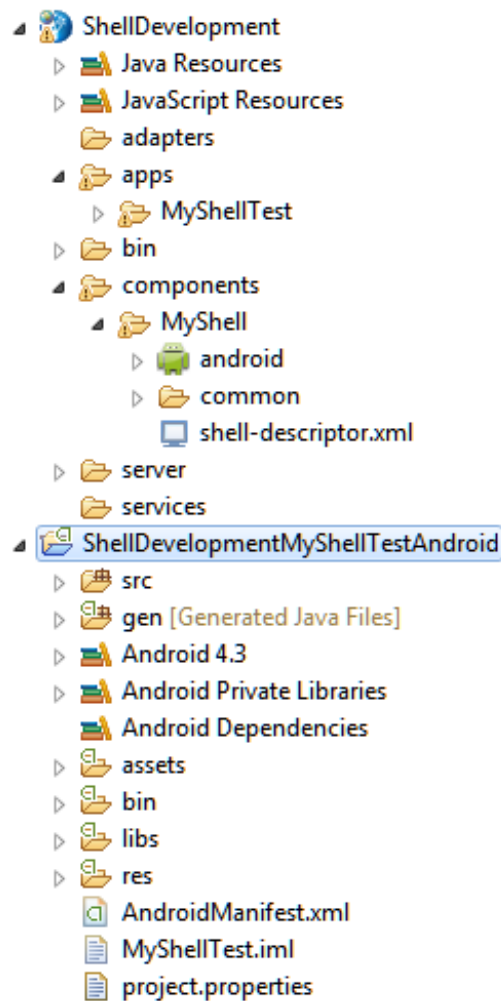 ShellDevelopment
Java Resources
JavaScript Resources
adapters
apps
MyShellTest
bin
components
MyShell
android
common
shell-descriptor.xml
server
services
ShellDevelopmentMyShellTestAndroid
src
gen [Generated Java Files]
Android 4.3
Android Private Libraries
Android Dependencies
assets
bin
libs
res
AndroidManifest.xml
MyShellTest.iml
project.properties